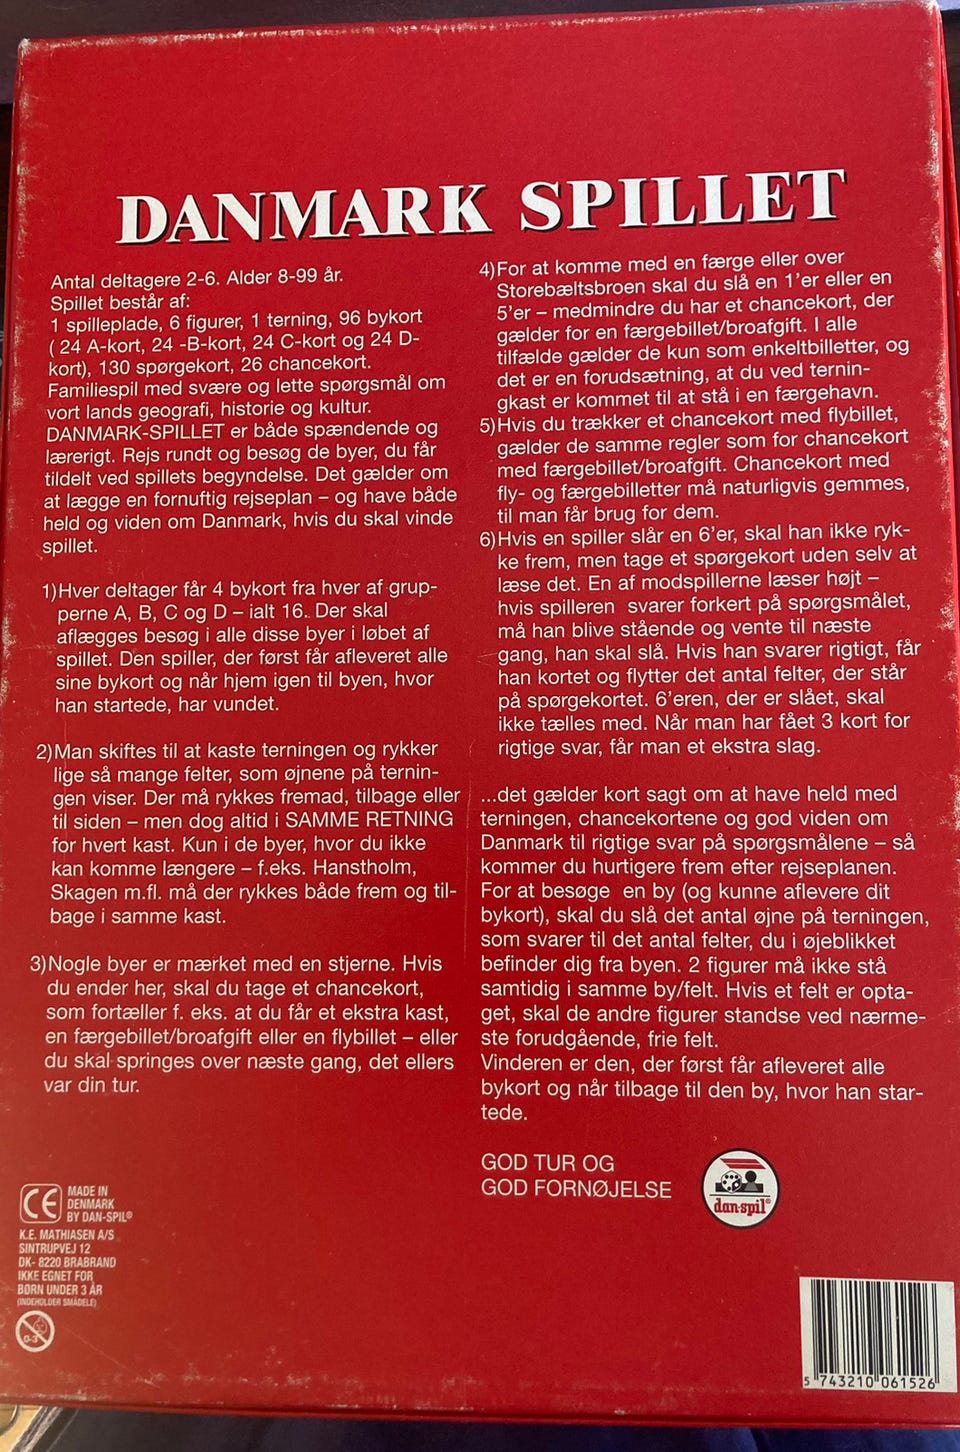 DANMARK SPILLET
Antal deltagere 2-6. Alder 8-99 år.
Spillet består af:
1 spilleplade, 6 figurer, 1 terning, 96 bykort
( 24 A-kort, 24 -B-kort, 24 C-kort og 24 D-
kort), 130 spørgekort, 26 chancekort.
Familiespil med svære og lette spørgsmål om
vort lands geografi, historie og kultur.
DANMARK-SPILLET er både spændende og
lærerigt. Rejs rundt og besøg de byer, du får
tildelt ved spillets begyndelse. Det gælder om
at lægge en fornuftig rejseplan – og have både
held og viden om Danmark, hvis du skal vinde
spillet.
1)Hver deltager får 4 bykort fra hver af grup-
perne A, B, C og D – ialt 16. Der skal
aflægges besøg i alle disse byer i løbet af
spillet. Den spiller, der først får afleveret alle
sine bykort og når hjem igen til byen, hvor
han startede, har vundet.
2)Man skiftes til at kaste terningen og rykker
lige så mange felter, som øjnene på ternin-
gen viser. Der må rykkes fremad, tilbage eller
til siden – men dog altid i SAMME RETNING
for hvert kast. Kun i de byer, hvor du ikke
kan komme længere – f.eks. Hanstholm,
Skagen m.fl. må der rykkes både frem og til-
bage i samme kast.
3)Nogle byer er mærket med en stjerne. Hvis
du ender her, skal du tage et chancekort,
som fortæller f. eks. at du får et ekstra kast,
en færgebillet/broafgift eller en flybillet – eller
du skal springes over næste gang, det ellers
var din tur.
4)For at komme med en færge eller over
Storebæltsbroen skal du slå en 1'er eller en
5'er – medmindre du har et chancekort, der
gælder for en færgebillet/broafgift. I alle
tilfælde gælder de kun som enkeltbilletter, og
det er en forudsætning, at du ved ternin-
gkast er kommet til at stå i en færgehavn.
5)Hvis du trækker et chancekort med flybillet,
gælder de samme regler som for chancekort
med færgebillet/broafgift. Chancekort med
fly- og færgebilletter må naturligvis gemmes,
til man får brug for dem.
6)Hvis en spiller slår en 6'er, skal han ikke ryk-
ke frem, men tage et spørgekort uden selv at
læse det. En af modspillerne læser højt –
hvis spilleren svarer forkert på spørgsmålet,
må han blive stående og vente til næste
gang, han skal slå. Hvis han svarer rigtigt, får
han kortet og flytter det antal felter, der står
på spørgekortet. 6'eren, der er slået, skal
ikke tælles med. Når man har fået 3 kort for
rigtige svar, får man et ekstra slag.
...det gælder kort sagt om at have held med
terningen, chancekortene og god viden om
Danmark til rigtige svar på spørgsmålene – så
kommer du hurtigere frem efter rejseplanen.
For at besøge en by (og kunne aflevere dit
bykort), skal du slå det antal øjne på terningen,
som svarer til det antal felter, du i øjeblikket
befinder dig fra byen. 2 figurer må ikke stå
samtidig i samme by/felt. Hvis et felt er opta-
get, skal de andre figurer standse ved nærme-
ste forudgående, frie felt.
Vinderen er den, der først får afleveret alle
bykort og når tilbage til den by, hvor han star-
tede.
GOD TUR OG
GOD FORNØJELSE
dan-spil®
CE
MADE IN
DENMARK
BY DAN-SPIL®
K.E. MATHIASEN A/S
SINTRUPVEJ 12
DK- 8220 BRABRAND
IKKE EGNET FOR
BØRN UNDER 3 ÅR
(INDEHOLDER SMÅDELE)
0-3
5 743210 061526